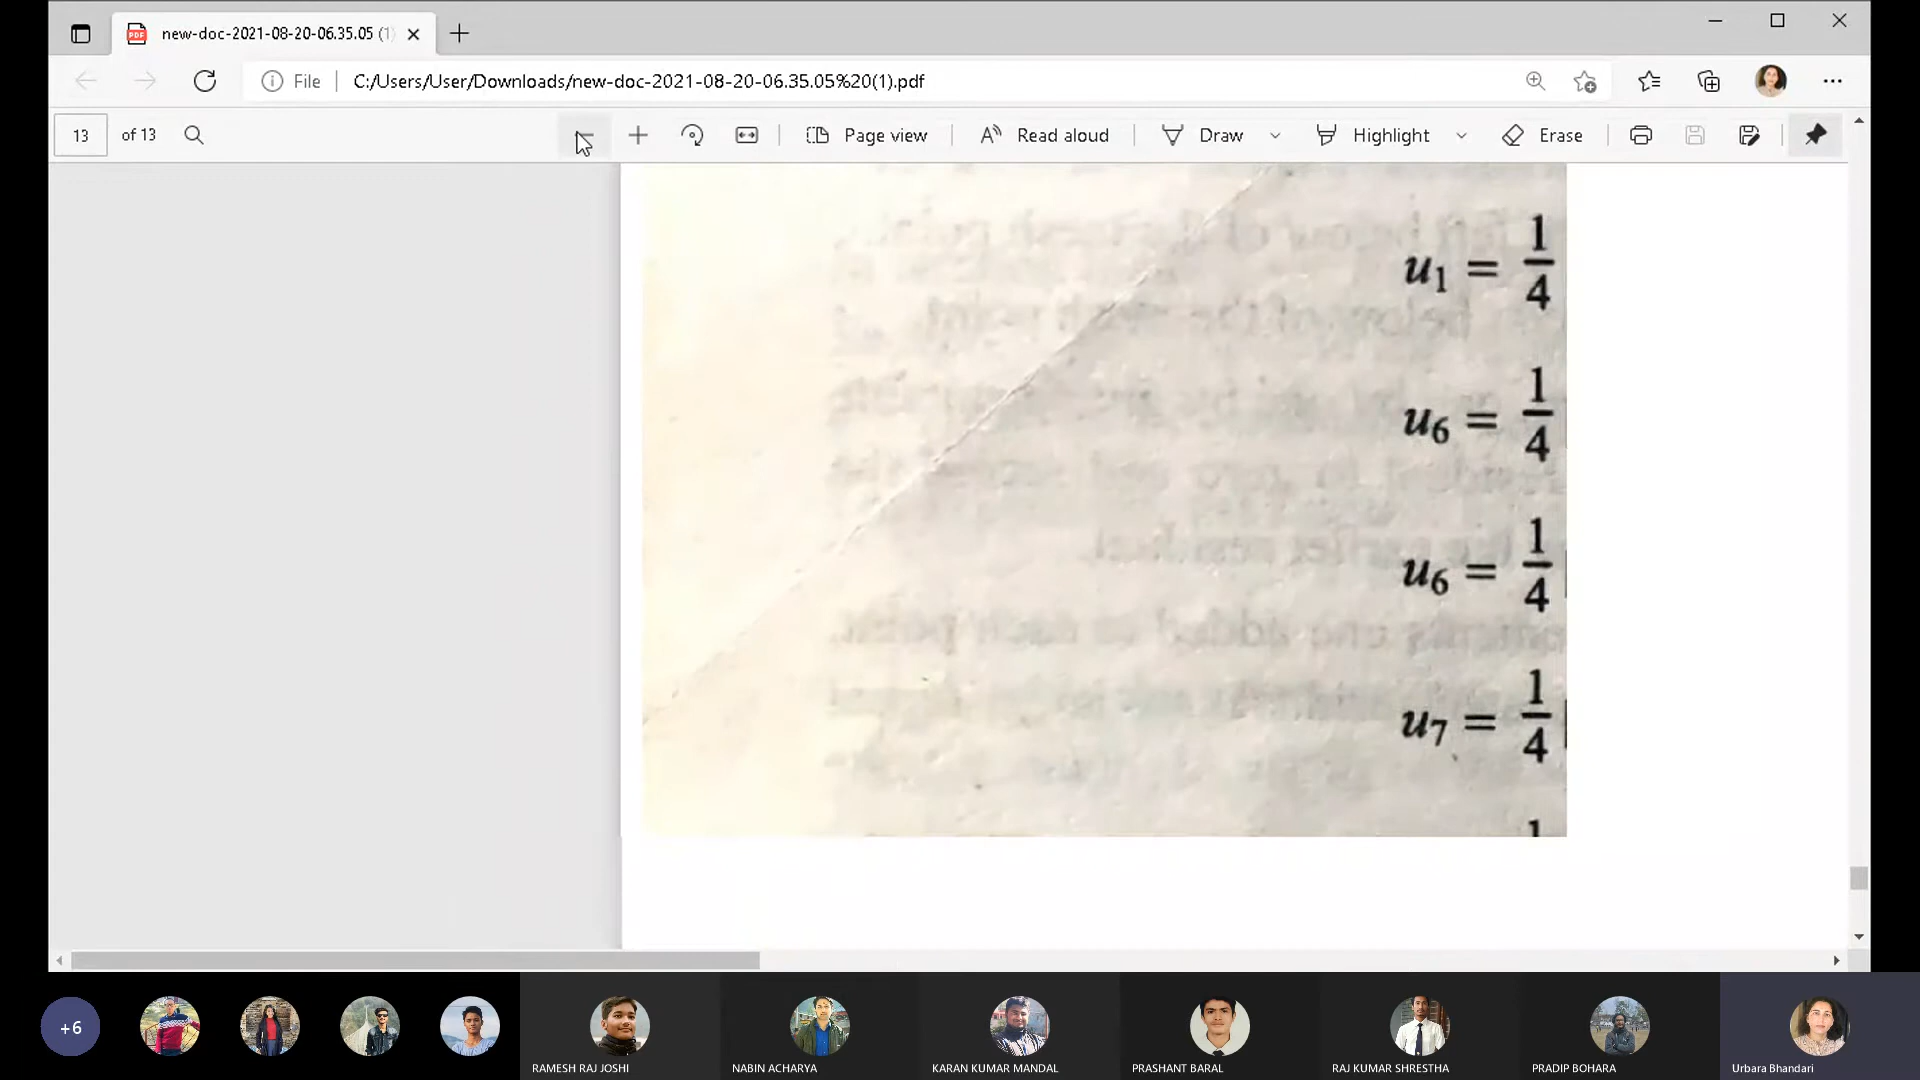 new-doc-2021-08-20-06.35.05 (1)
File C:/Users/User/Downloads/new-doc-2021-08-20-06.35.05%20(1).pdf
13 of 13 Page view Read aloud Draw Highlight Erase
u₁ = 1/4
u₆ = 1/4
u₆ = 1/4
u₇ = 1/4
1
+6
RAMESH RAJ JOSHI
NABIN ACHARYA
KARAN KUMAR MANDAL
PRASHANT BARAL
RAJ KUMAR SHRESTHA
PRADIP BOHARA
Urbara Bhandari